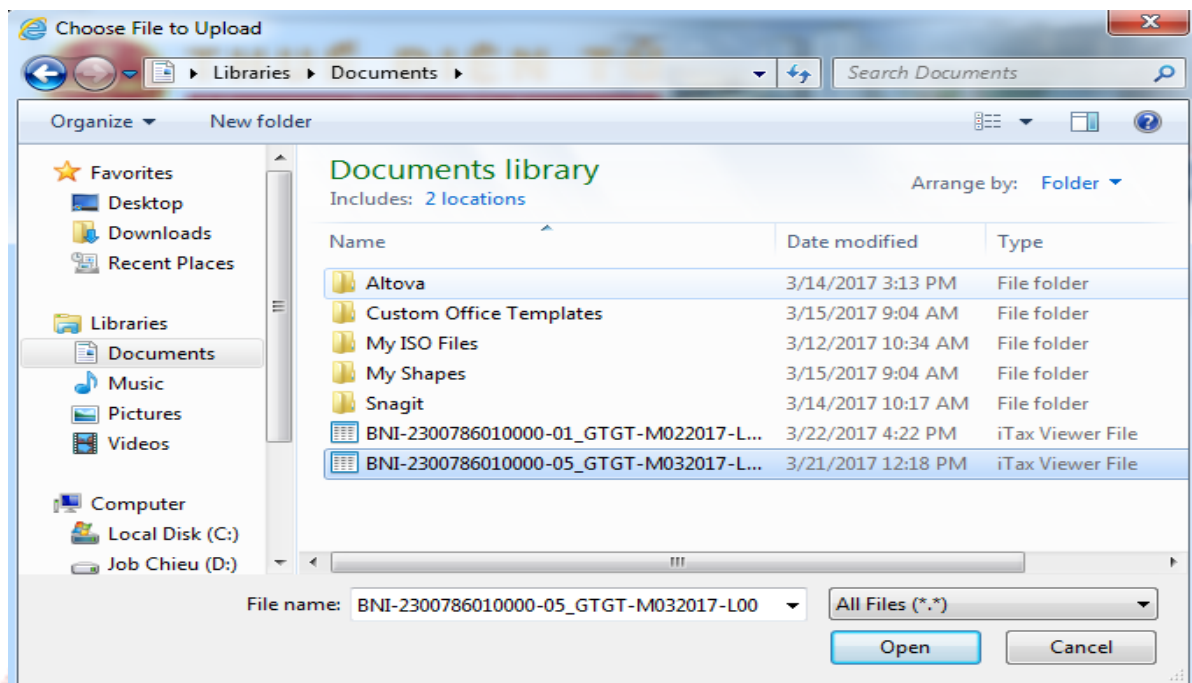 Choose File to Upload
THUẾ ĐIỆN TỬ
Libraries Documents
Search Documents
Organize New folder
Favorites
Desktop
Downloads
Recent Places
Libraries
Documents
Music
Pictures
Videos
Computer
Local Disk (C:)
Job Chieu (D:)
Documents library
Includes: 2 locations
Arrange by: Folder
Name Date modified Type
Altova 3/14/2017 3:13 PM File folder
Custom Office Templates 3/15/2017 9:04 AM File folder
My ISO Files 3/12/2017 10:34 AM File folder
My Shapes 3/15/2017 9:04 AM File folder
Snagit 3/14/2017 10:17 AM File folder
BNI-2300786010000-01_GTGT-M022017-L... 3/22/2017 4:22 PM iTax Viewer File
BNI-2300786010000-05_GTGT-M032017-L... 3/21/2017 12:18 PM iTax Viewer File
File name: BNI-2300786010000-05_GTGT-M032017-L00 All Files (*.*)
Open Cancel